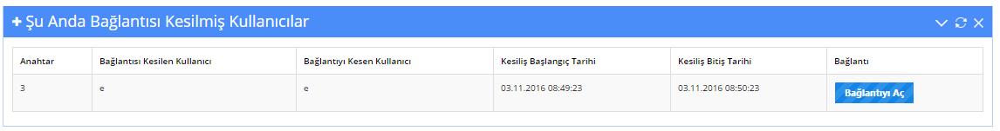 Şu Anda Bağlantısı Kesilmiş Kullanıcılar
Anahtar Bağlantısı Kesilen Kullanıcı Bağlantıyı Kesen Kullanıcı Kesiliş Başlangıç Tarihi Kesiliş Bitiş Tarihi Bağlantı
3 e e 03.11.2016 08:49:23 03.11.2016 08:50:23 Bağlantıyı Aç